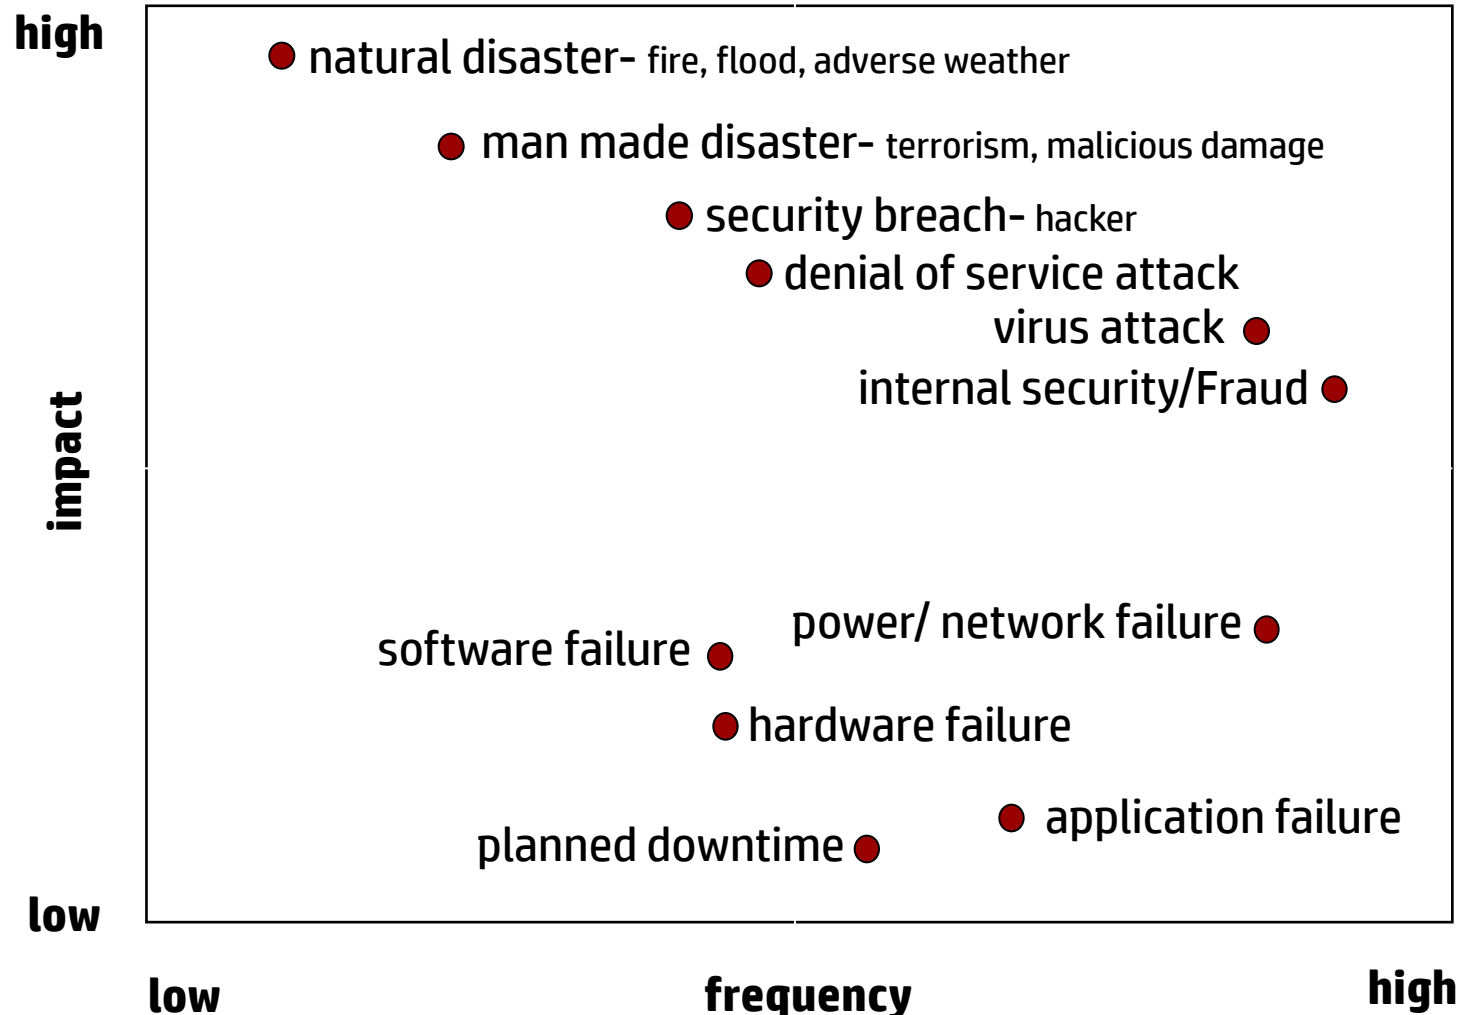 high
natural disaster- fire, flood, adverse weather
man made disaster- terrorism, malicious damage
security breach- hacker
denial of service attack
virus attack
internal security/Fraud
impact
power/ network failure
software failure
hardware failure
application failure
planned downtime
low
low frequency high